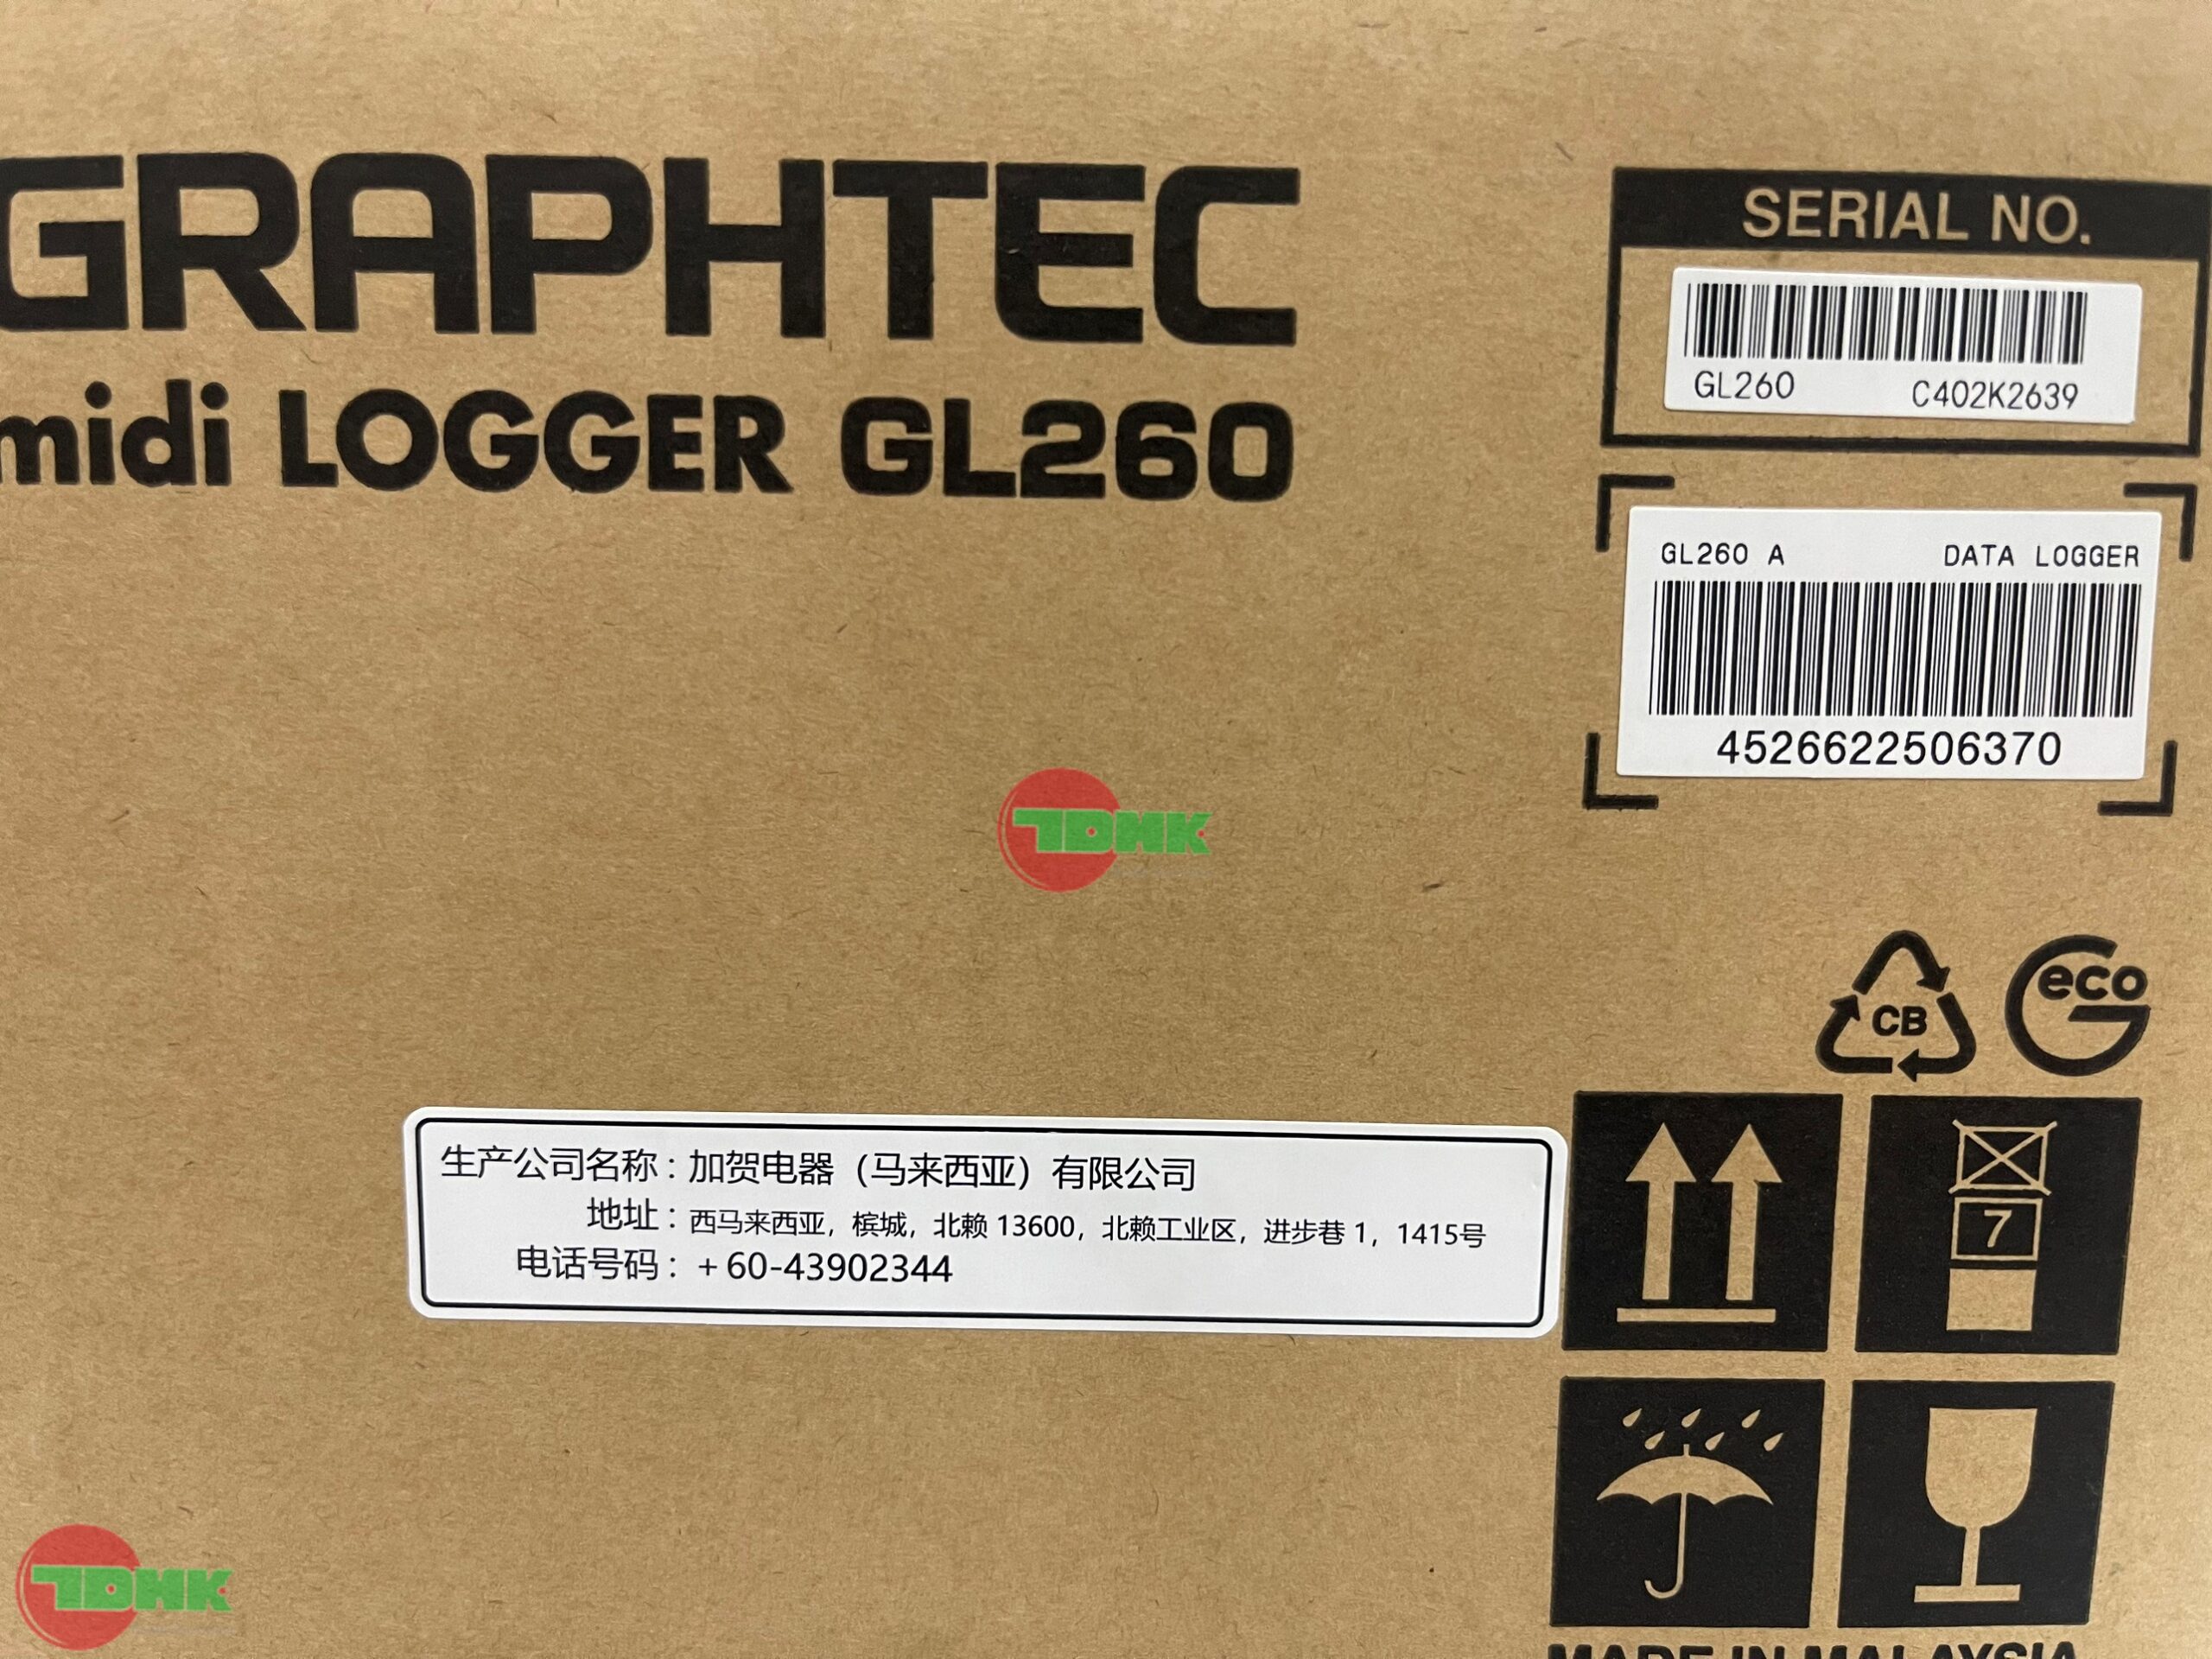 GRAPHTEC
midi LOGGER GL260
SERIAL NO.
GL260 C402K2639
GL260 A DATA LOGGER
4526622506370
TDHK
CB
eco
生产公司名称：加贺电器（马来西亚）有限公司
地址：西马来西亚，槟城，北赖 13600，北赖工业区，进步巷 1，1415号
电话号码：+60-43902344
7
TDHK
MADE IN MALAYSIA